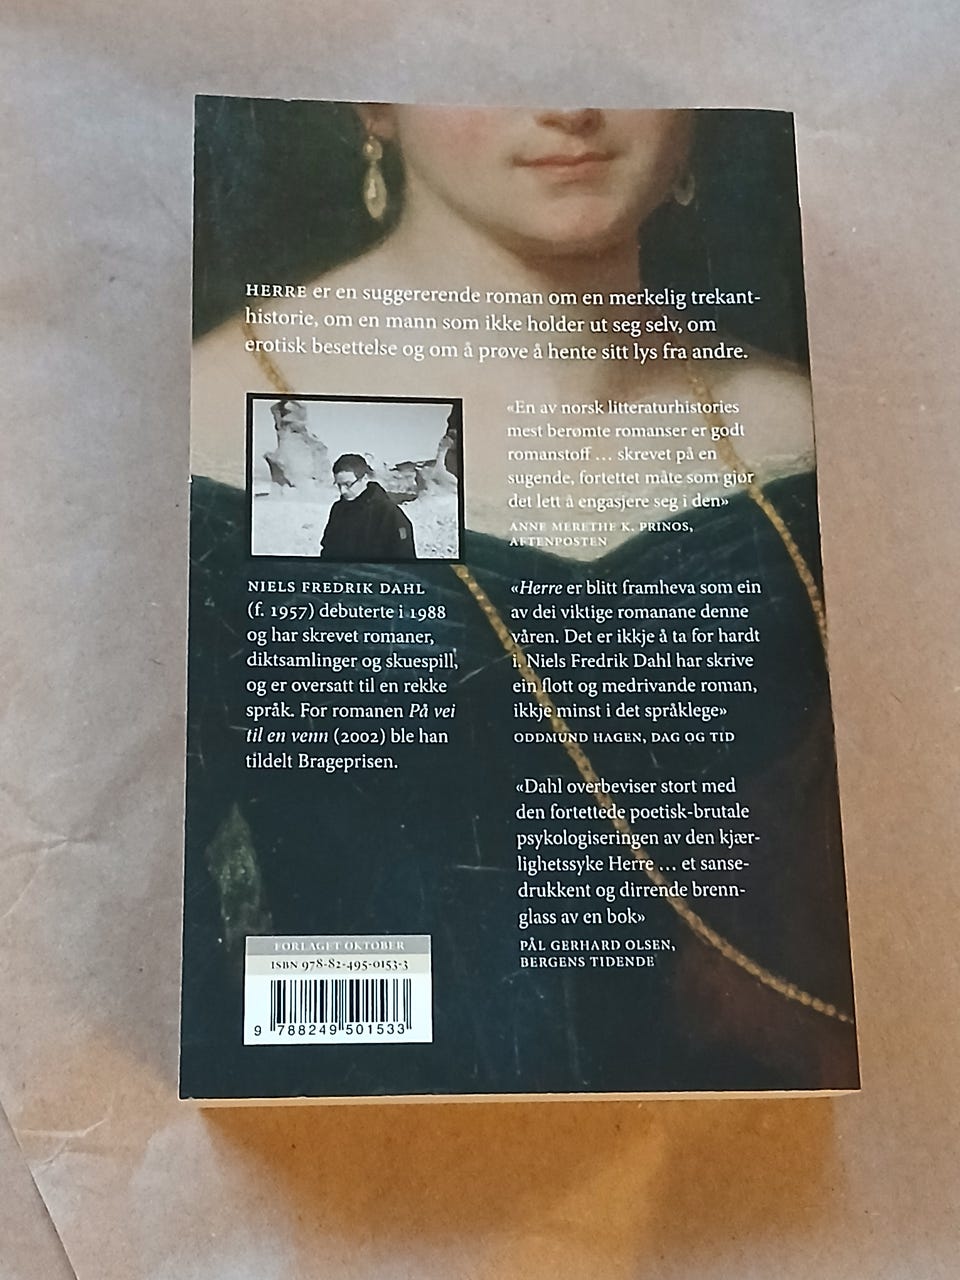 HERRE er en suggererende roman om en merkelig trekant-
historie, om en mann som ikke holder ut seg selv, om
erotisk besettelse og om å prøve å hente sitt lys fra andre.
NIELS FREDRIK DAHL
(f. 1957) debuterte i 1988
og har skrevet romaner,
diktsamlinger og skuespill,
og er oversatt til en rekke
språk. For romanen På vei
til en venn (2002) ble han
tildelt Brageprisen.
«En av norsk litteraturhistories
mest berømte romanser er godt
romanstoff … skrevet på en
sugende, fortettet måte som gjør
det lett å engasjere seg i den»
ANNE MERETHE K. PRINOS,
AFTENPOSTEN
«Herre er blitt framheva som ein
av dei viktige romanane denne
våren. Det er ikkje å ta for hardt
i. Niels Fredrik Dahl har skrive
ein flott og medrivande roman,
ikkje minst i det språklege»
ODDMUND HAGEN, DAG OG TID
«Dahl overbeviser stort med
den fortettede poetisk-brutale
psykologiseringen av den kjær-
lighetssyke Herre … et sanse-
drukkent og dirrende brenn-
glass av en bok»
PÅL GERHARD OLSEN,
BERGENS TIDENDE
FORLAGET OKTOBER
ISBN 978-82-495-0153-3
9 788249 501533